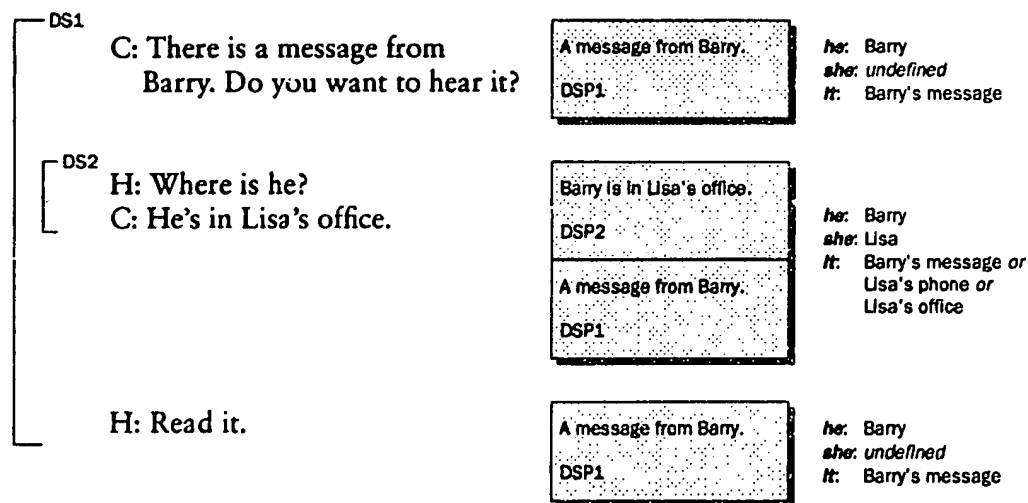 DS1
C: There is a message from
Barry. Do you want to hear it?
A message from Barry.
DSP1
he: Barry
she: undefined
it: Barry's message
DS2
H: Where is he?
C: He's in Lisa's office.
Barry is in Lisa's office.
DSP2
A message from Barry.
DSP1
he: Barry
she: Lisa
it: Barry's message or
Lisa's phone or
Lisa's office
H: Read it.
A message from Barry.
DSP1
he: Barry
she: undefined
it: Barry's message